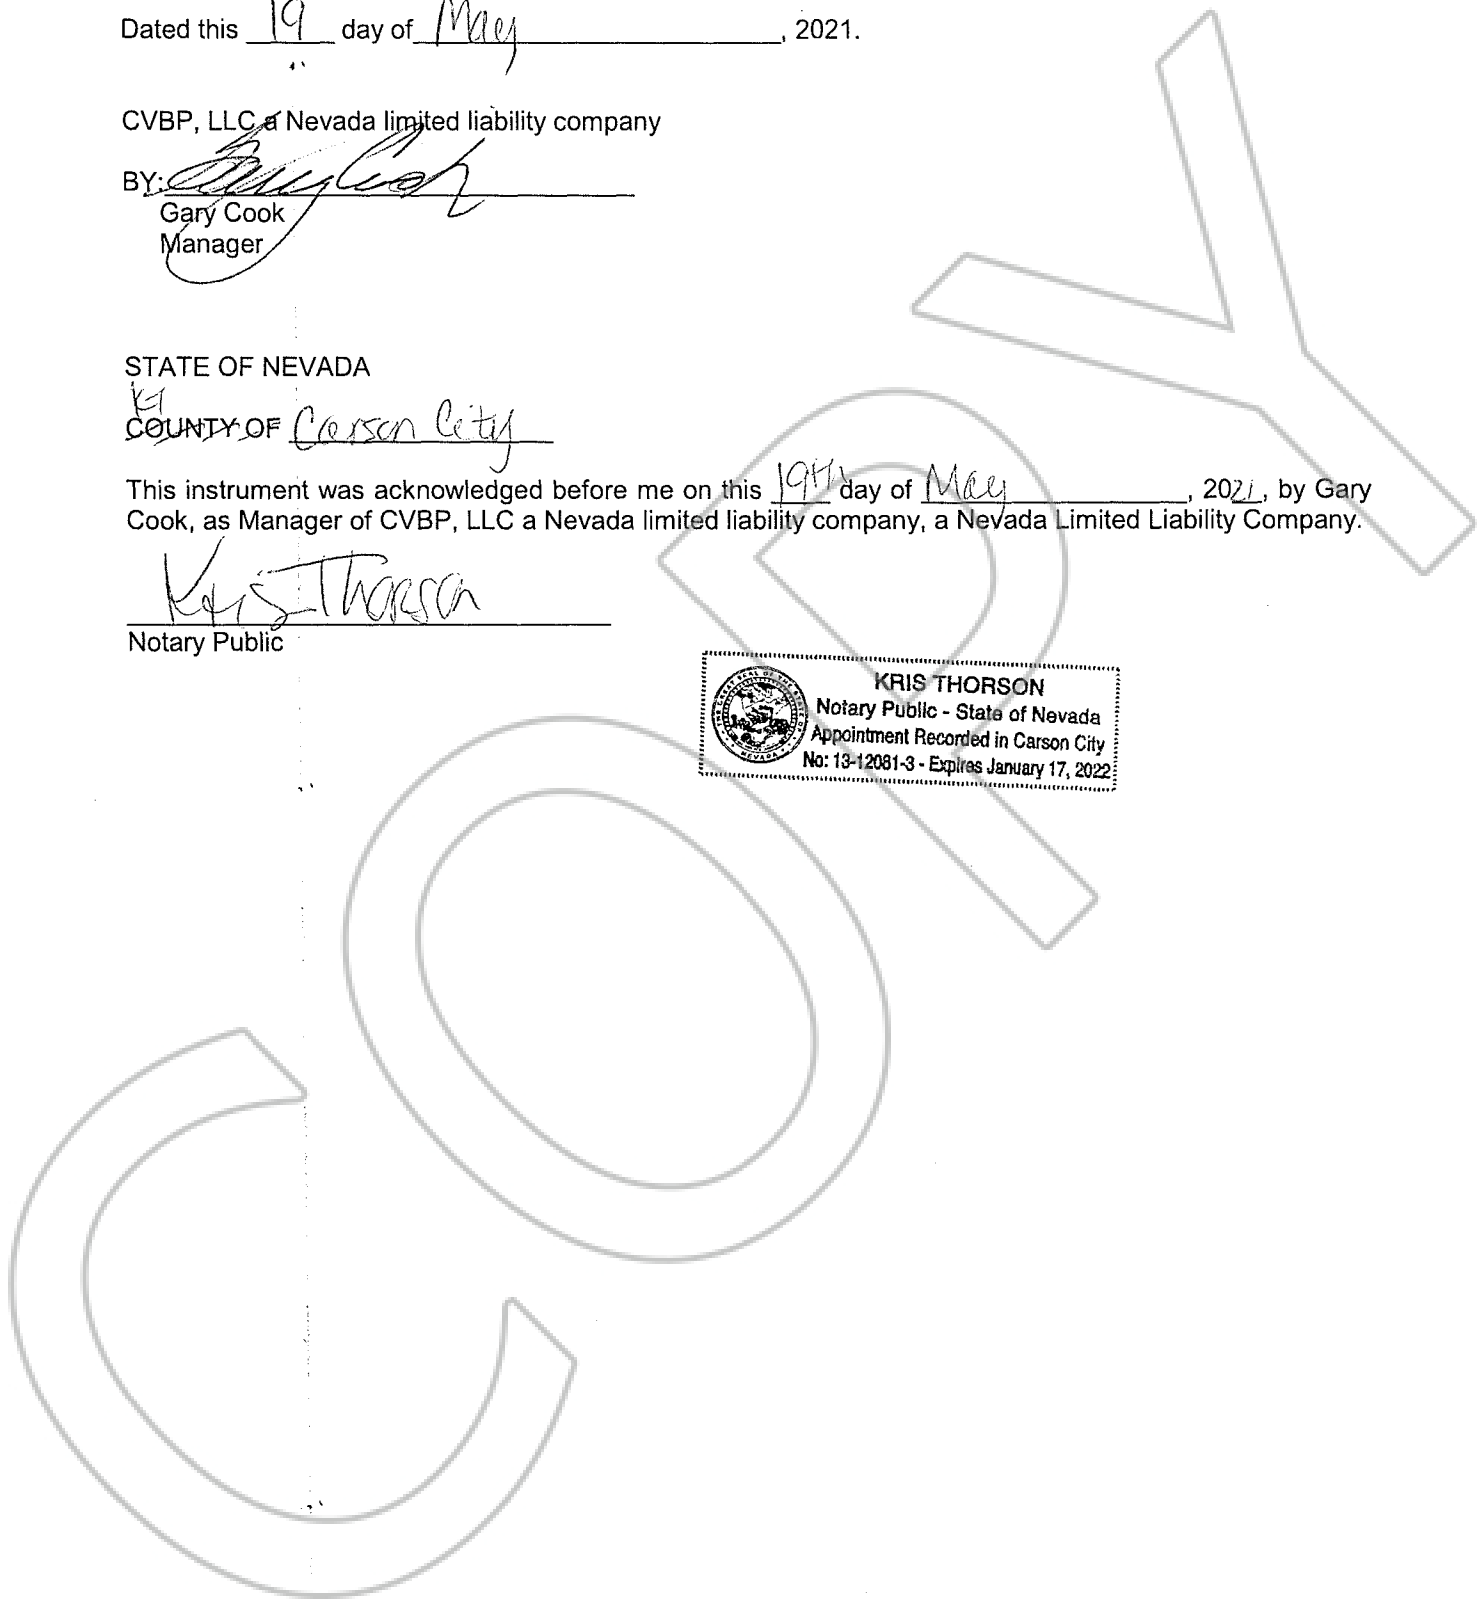 Dated this 19 day of May, 2021.
CVBP, LLC a Nevada limited liability company
BY: Gary Cook
Gary Cook
Manager
STATE OF NEVADA
KT
COUNTY OF Carson City
This instrument was acknowledged before me on this 19th day of May, 2021, by Gary
Cook, as Manager of CVBP, LLC a Nevada limited liability company, a Nevada Limited Liability Company.
Kris Thorson
Notary Public
KRIS THORSON
Notary Public - State of Nevada
Appointment Recorded in Carson City
No: 13-12081-3 - Expires January 17, 2022
NEVADA
COPY